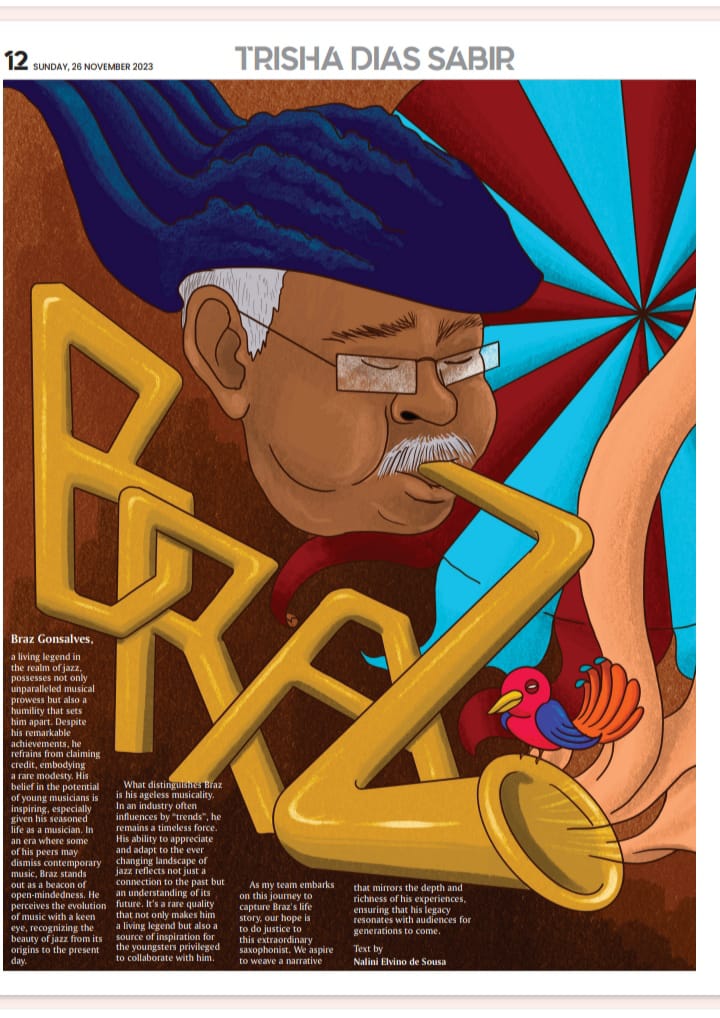 12 SUNDAY, 26 NOVEMBER 2023
TRISHA DIAS SABIR
BRAZ
Braz Gonsalves,
a living legend in
the realm of jazz,
possesses not only
unparalleled musical
prowess but also a
humility that sets
him apart. Despite
his remarkable
achievements, he
refrains from claiming
credit, embodying
a rare modesty. His
belief in the potential
of young musicians is
inspiring, especially
given his seasoned
life as a musician. In
an era where some
of his peers may
dismiss contemporary
music, Braz stands
out as a beacon of
open-mindedness. He
perceives the evolution
of music with a keen
eye, recognizing the
beauty of jazz from its
origins to the present
day.
What distinguishes Braz
is his ageless musicality.
In an industry often
influences by “trends”, he
remains a timeless force.
His ability to appreciate
and adapt to the ever
changing landscape of
jazz reflects not just a
connection to the past but
an understanding of its
future. It's a rare quality
that not only makes him
a living legend but also a
source of inspiration for
the youngsters privileged
to collaborate with him.
As my team embarks
on this journey to
capture Braz's life
story, our hope is
to do justice to
this extraordinary
saxophonist. We aspire
to weave a narrative
that mirrors the depth and
richness of his experiences,
ensuring that his legacy
resonates with audiences for
generations to come.
Text by
Nalini Elvino de Sousa